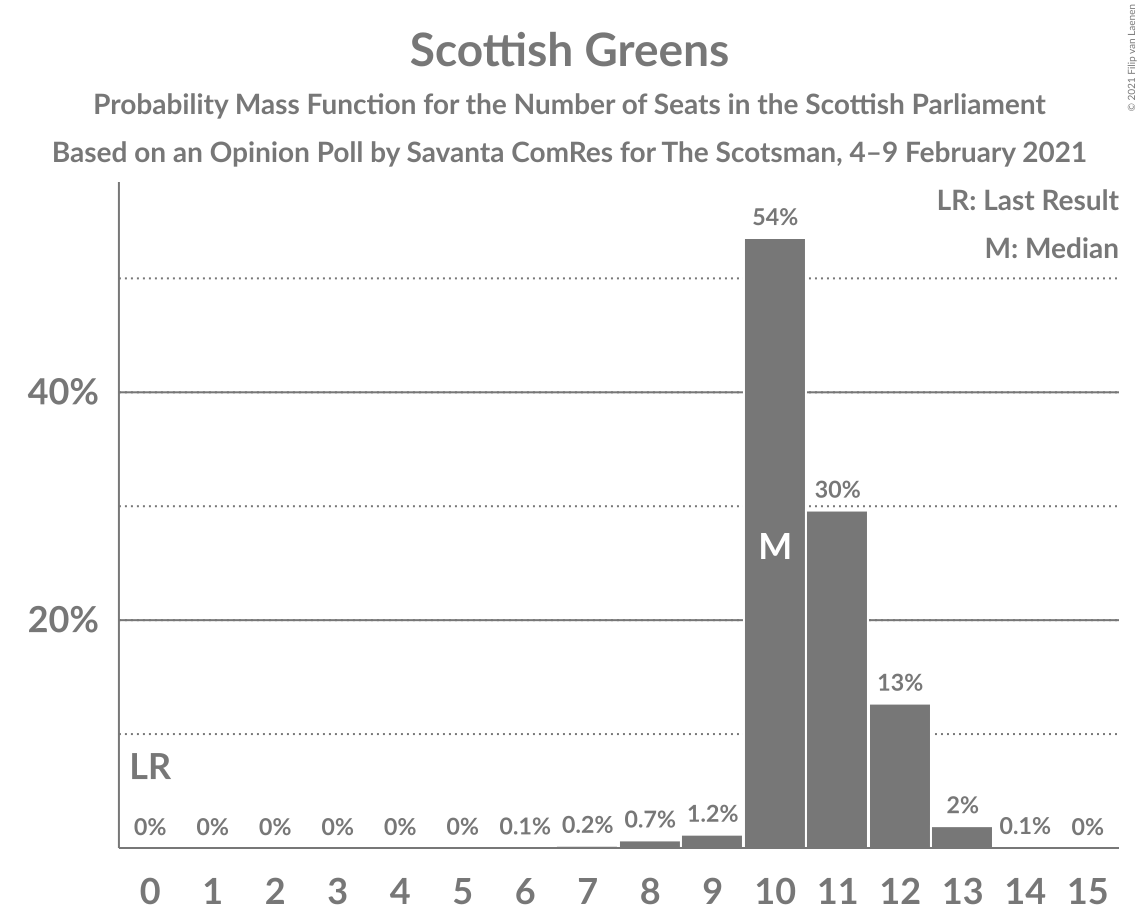 Scottish Greens
Probability Mass Function for the Number of Seats in the Scottish Parliament
Based on an Opinion Poll by Savanta ComRes for The Scotsman, 4–9 February 2021
© 2021 Filip van Laenen
LR: Last Result
M: Median
54%
40%
30%
M
20%
13%
LR
0% 0% 0% 0% 0% 0% 0.1% 0.2% 0.7% 1.2% 2% 0.1% 0%
0 1 2 3 4 5 6 7 8 9 10 11 12 13 14 15